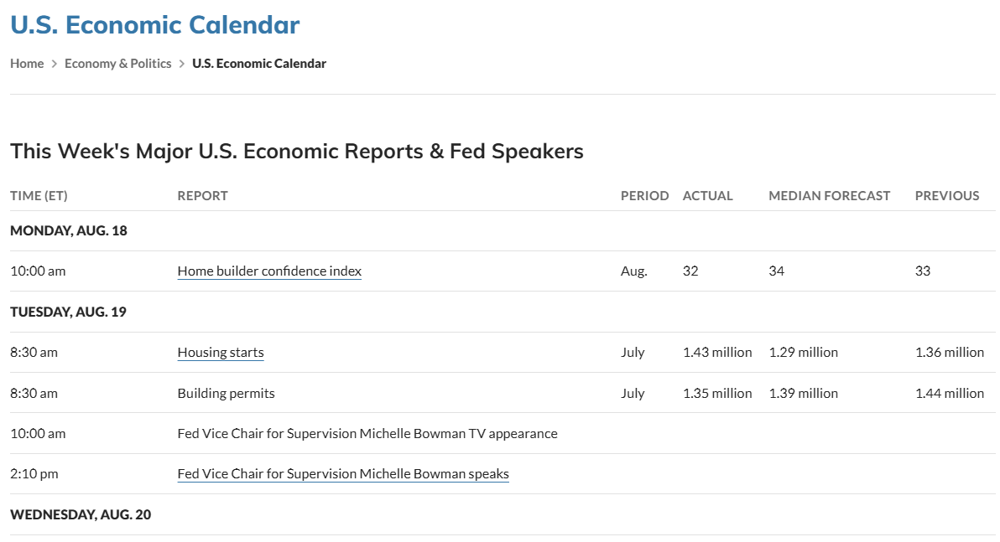 U.S. Economic Calendar
Home > Economy & Politics > U.S. Economic Calendar
This Week's Major U.S. Economic Reports & Fed Speakers
TIME (ET) REPORT PERIOD ACTUAL MEDIAN FORECAST PREVIOUS
MONDAY, AUG. 18
10:00 am Home builder confidence index Aug. 32 34 33
TUESDAY, AUG. 19
8:30 am Housing starts July 1.43 million 1.29 million 1.36 million
8:30 am Building permits July 1.35 million 1.39 million 1.44 million
10:00 am Fed Vice Chair for Supervision Michelle Bowman TV appearance
2:10 pm Fed Vice Chair for Supervision Michelle Bowman speaks
WEDNESDAY, AUG. 20